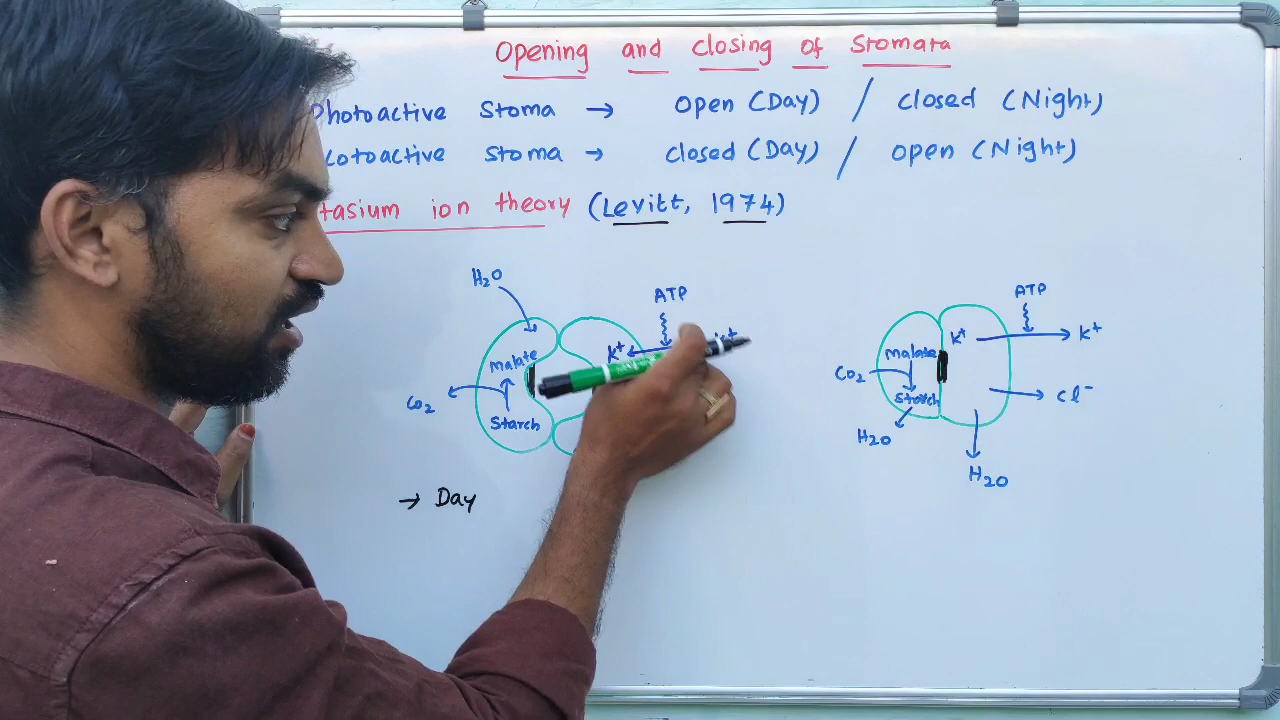 Opening and closing of Stomata
Photoactive Stoma → Open (Day) / closed (Night)
cotoactive Stoma → closed (Day) / open (Night)
tasium ion theory (Levitt, 1974)
H2O
ATP
K+
malate
CO2
Starch
→ Day
ATP
K+
K+
malate
CO2
Starch
Cl-
H2O
H2O